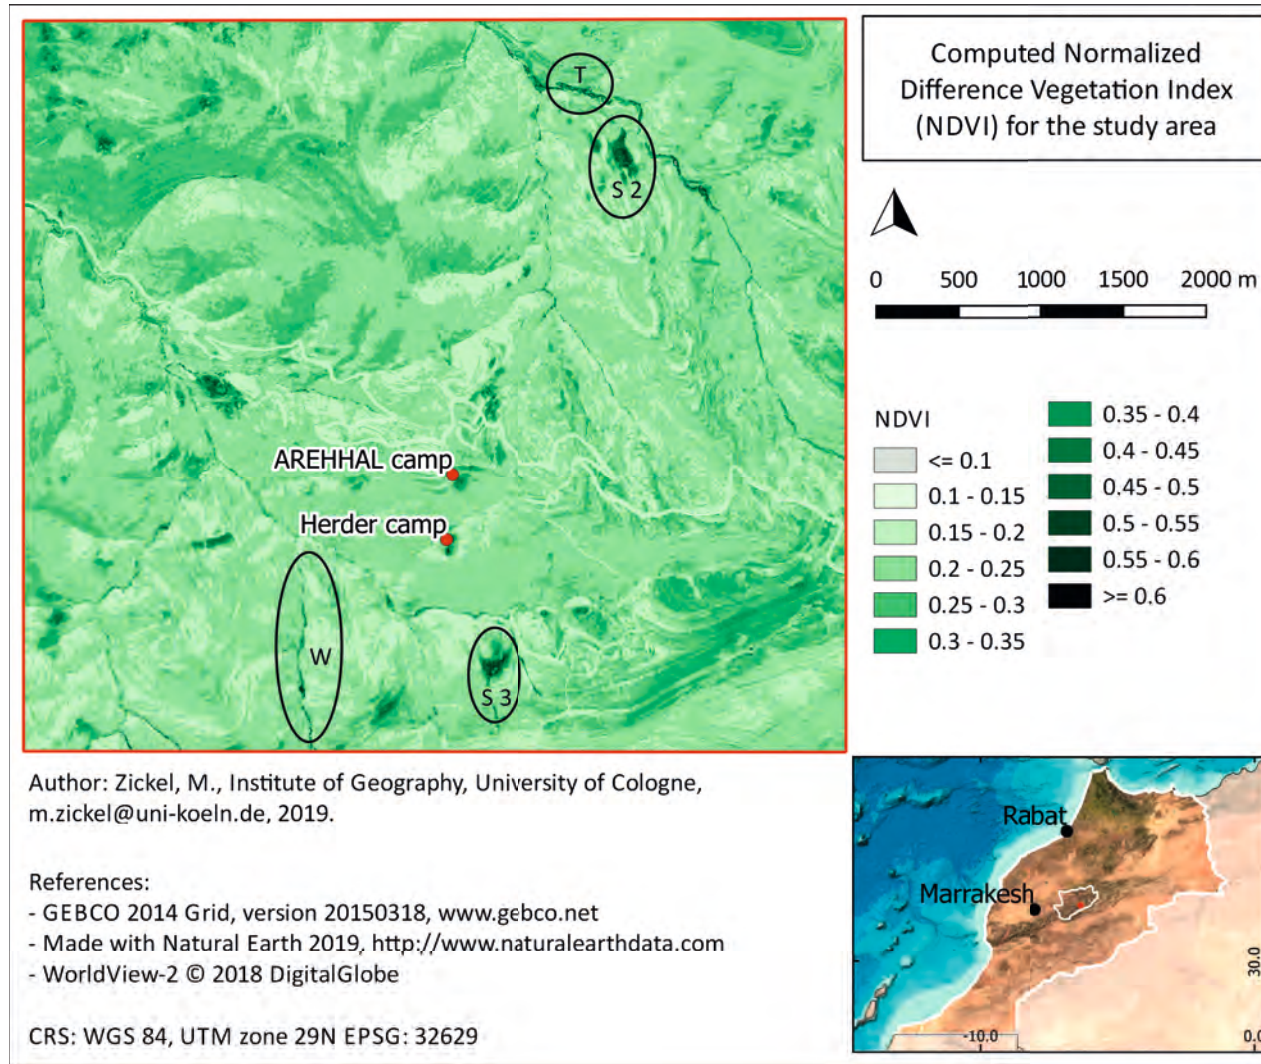 T
S 2
AREHHAL camp
Herder camp
W
S 3
Computed Normalized
Difference Vegetation Index
(NDVI) for the study area
0 500 1000 1500 2000 m
NDVI
<= 0.1
0.1 - 0.15
0.15 - 0.2
0.2 - 0.25
0.25 - 0.3
0.3 - 0.35
0.35 - 0.4
0.4 - 0.45
0.45 - 0.5
0.5 - 0.55
0.55 - 0.6
>= 0.6
Author: Zickel, M., Institute of Geography, University of Cologne,
m.zickel@uni-koeln.de, 2019.
References:
- GEBCO 2014 Grid, version 20150318, www.gebco.net
- Made with Natural Earth 2019, http://www.naturalearthdata.com
- WorldView-2 © 2018 DigitalGlobe
CRS: WGS 84, UTM zone 29N EPSG: 32629
Rabat
Marrakesh
30.0
-10.0
0.0